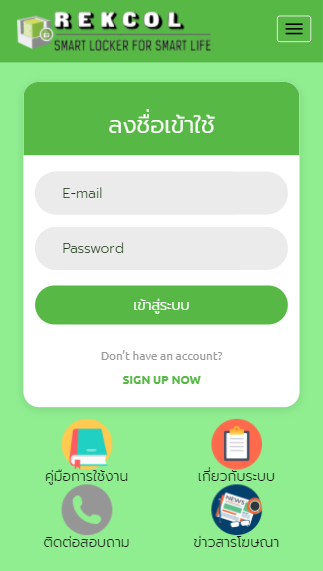 REKCOL
SMART LOCKER FOR SMART LIFE
ลงชื่อเข้าใช้
E-mail
Password
เข้าสู่ระบบ
Don't have an account?
SIGN UP NOW
คู่มือการใช้งาน
เกี่ยวกับระบบ
NEWS
ติดต่อสอบถาม
ข่าวสารโฆษณา